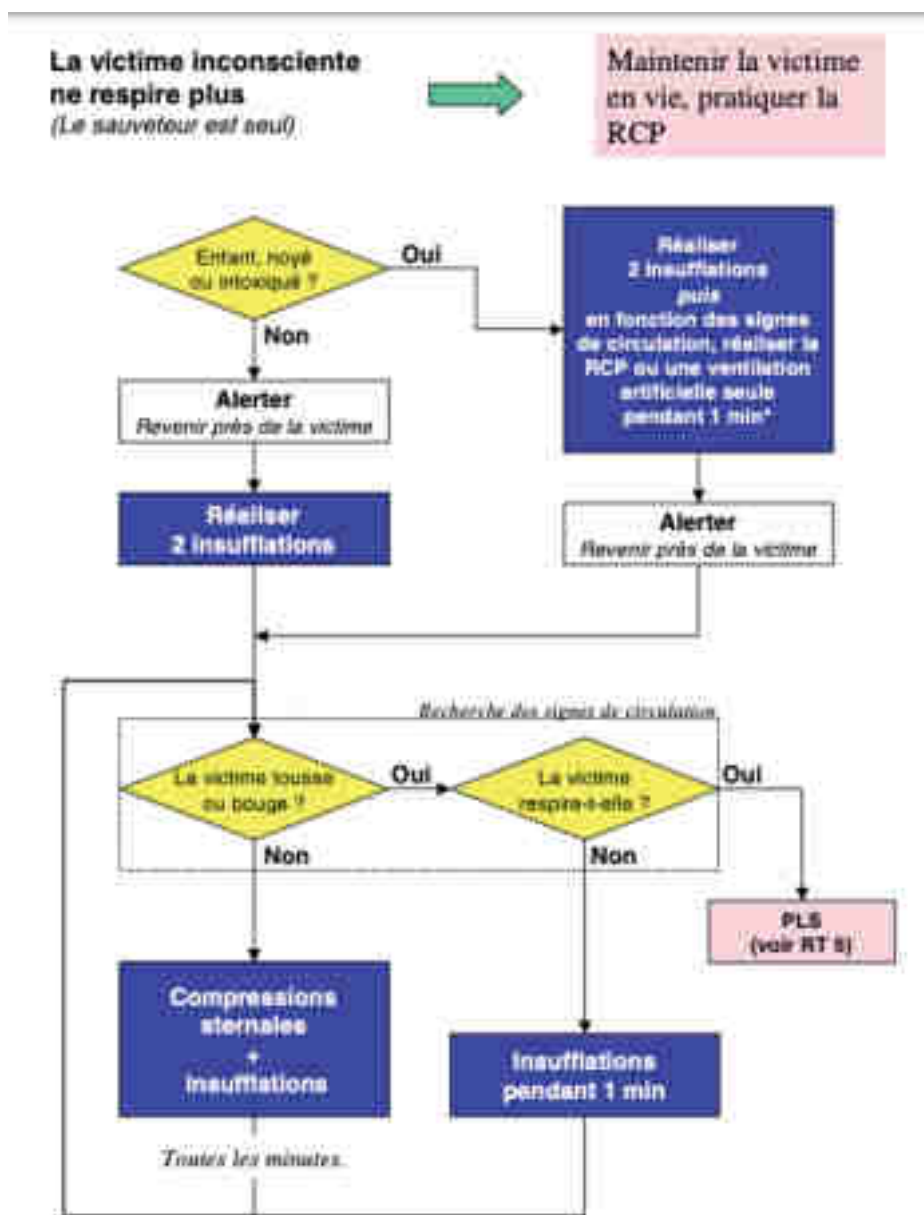 La victime inconsciente
ne respire plus
(Le sauveteur est seul)
Maintenir la victime
en vie, pratiquer la
RCP
Enfant, noyé
ou intoxiqué ?
Oui
Non
Réaliser
2 insufflations
puis
en fonction des signes
de circulation, réaliser la
RCP ou une ventilation
artificielle seule
pendant 1 min*
Alerter
Revenir près de la victime
Réaliser
2 insufflations
Alerter
Revenir près de la victime
Recherche des signes de circulation
La victime tousse
ou bouge ?
Oui
La victime
respire-t-elle ?
Oui
Non
Non
PLS
(voir RT 5)
Compressions
sternales
+
insufflations
Insufflations
pendant 1 min
Toutes les minutes.